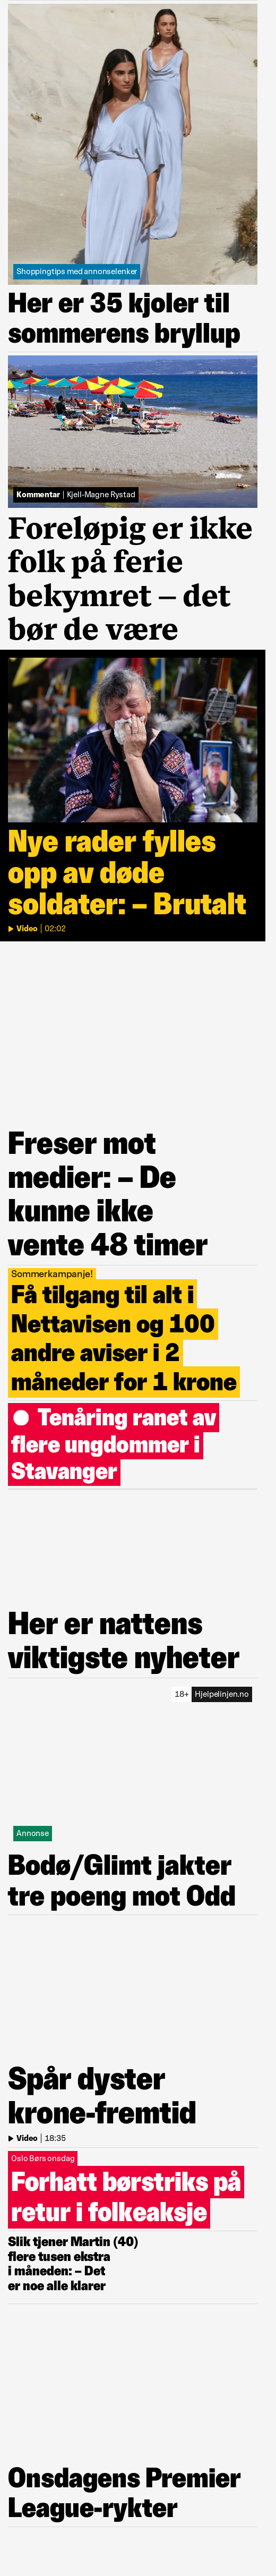 Shoppingtips med annonselenker
Her er 35 kjoler til
sommerens bryllup
Kommentar | Kjell-Magne Rystad
Foreløpig er ikke
folk på ferie
bekymret – det
bør de være
Nye rader fylles
opp av døde
soldater: – Brutalt
Video | 02:02
Freser mot
medier: – De
kunne ikke
vente 48 timer
Sommerkampanje!
Få tilgang til alt i
Nettavisen og 100
andre aviser i 2
måneder for 1 krone
Tenåring ranet av
flere ungdommer i
Stavanger
Her er nattens
viktigste nyheter
18+ Hjelpelinjen.no
Annonse
Bodø/Glimt jakter
tre poeng mot Odd
Spår dyster
krone-fremtid
Video | 18:35
Oslo Børs onsdag
Forhatt børstriks på
retur i folkeaksje
Slik tjener Martin (40)
flere tusen ekstra
i måneden: – Det
er noe alle klarer
Onsdagens Premier
League-rykter